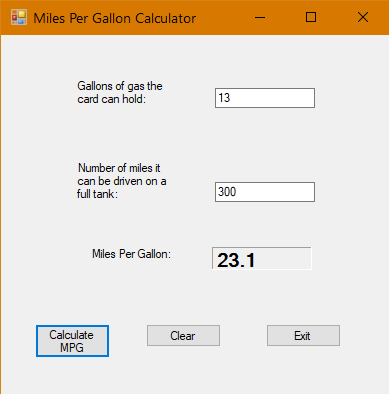 Miles Per Gallon Calculator
Gallons of gas the
card can hold:
13
Number of miles it
can be driven on a
full tank:
300
Miles Per Gallon:
23.1
Calculate
MPG
Clear
Exit